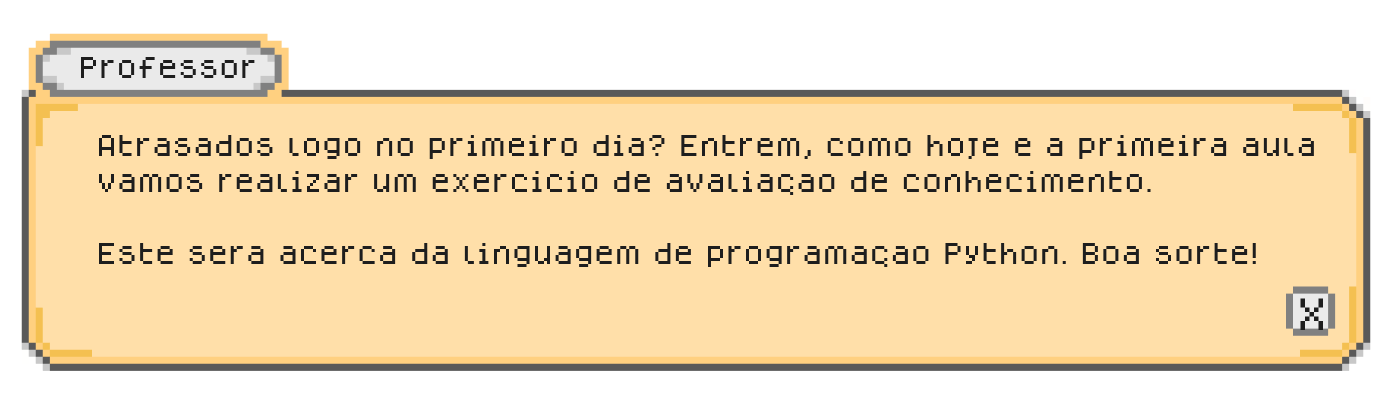 Professor
Atrasados logo no primeiro dia? Entrem, como hoje e a primeira aula
vamos realizar um exercicio de avaliaçao de conhecimento.
Este sera acerca da linguagem de programaçao Python. Boa sorte!
X